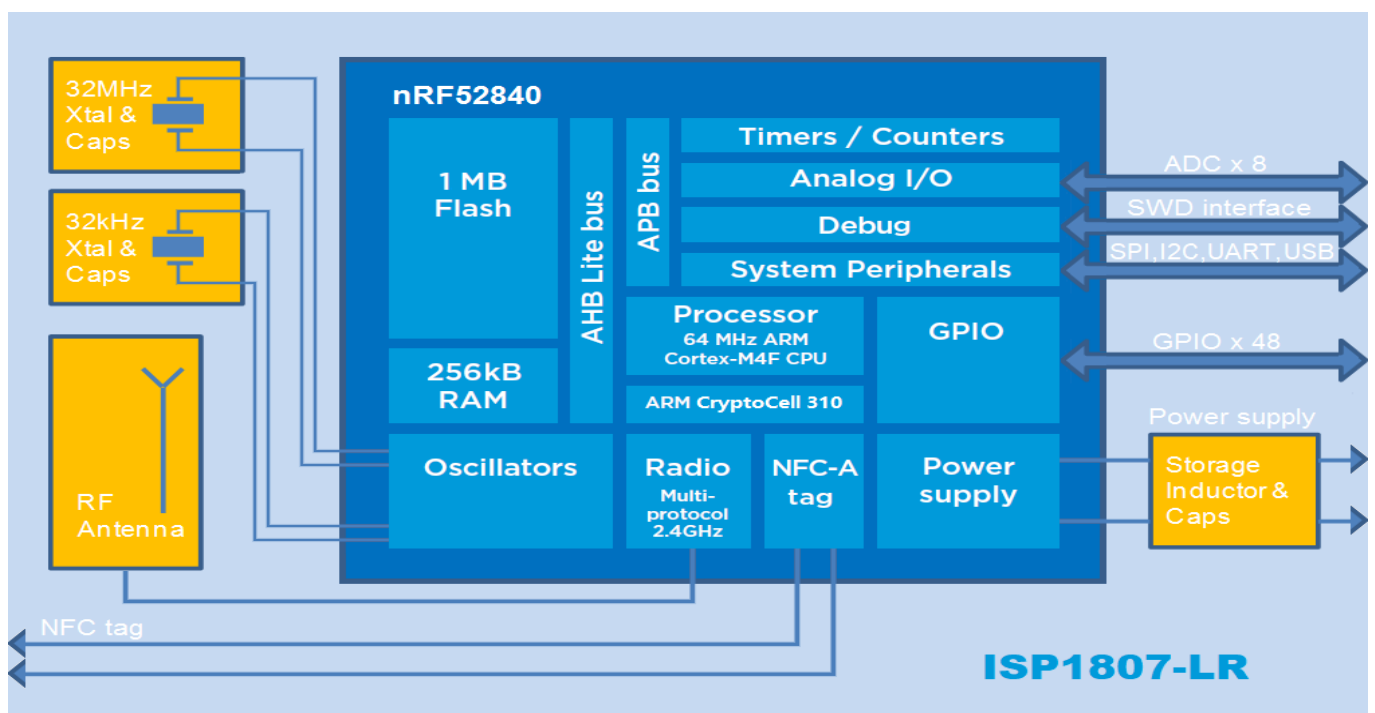 32MHz
Xtal &
Caps
32kHz
Xtal &
Caps
RF
Antenna
NFC tag
nRF52840
1 MB
Flash
256kB
RAM
AHB Lite bus
APB bus
Timers / Counters
Analog I/O
Debug
System Peripherals
Processor
64 MHz ARM
Cortex-M4F CPU
ARM CryptoCell 310
GPIO
Oscillators
Radio
Multi-
protocol
2.4GHz
NFC-A
tag
Power
supply
ADC x 8
SWD interface
SPI,I2C,UART,USB
GPIO x 48
Power supply
Storage
Inductor &
Caps
ISP1807-LR